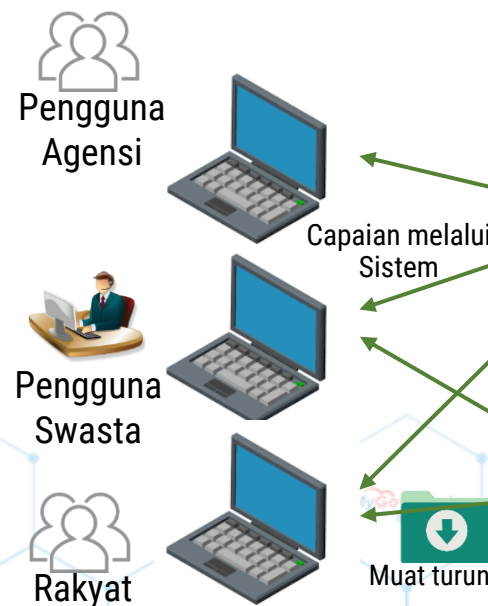 Pengguna
Agensi
Capaian melalui
Sistem
Pengguna
Swasta
Rakyat
Muat turun